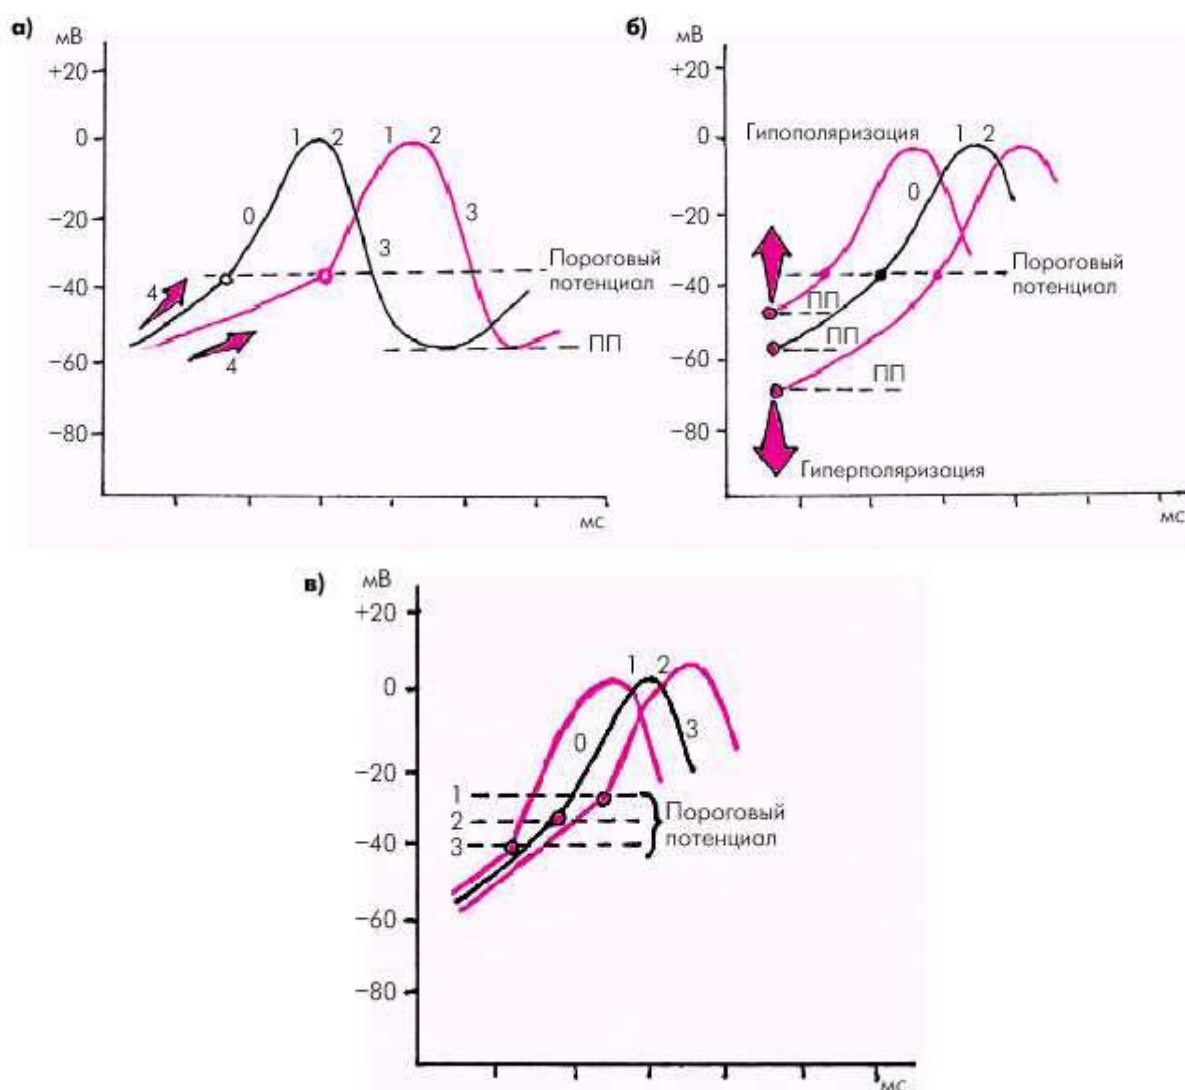 а)
мВ
+20
0
−20
−40
−60
−80
1 2
1 2
0
3
3
4
4
Пороговый
потенциал
ПП
мс
б)
мВ
+20
0
−20
−40
−60
−80
Гипополяризация
1 2
0
Пороговый
потенциал
ПП
ПП
ПП
Гиперполяризация
мс
в)
мВ
+20
0
−20
−40
−60
−80
1 2
0
3
1
2
3
Пороговый
потенциал
мс